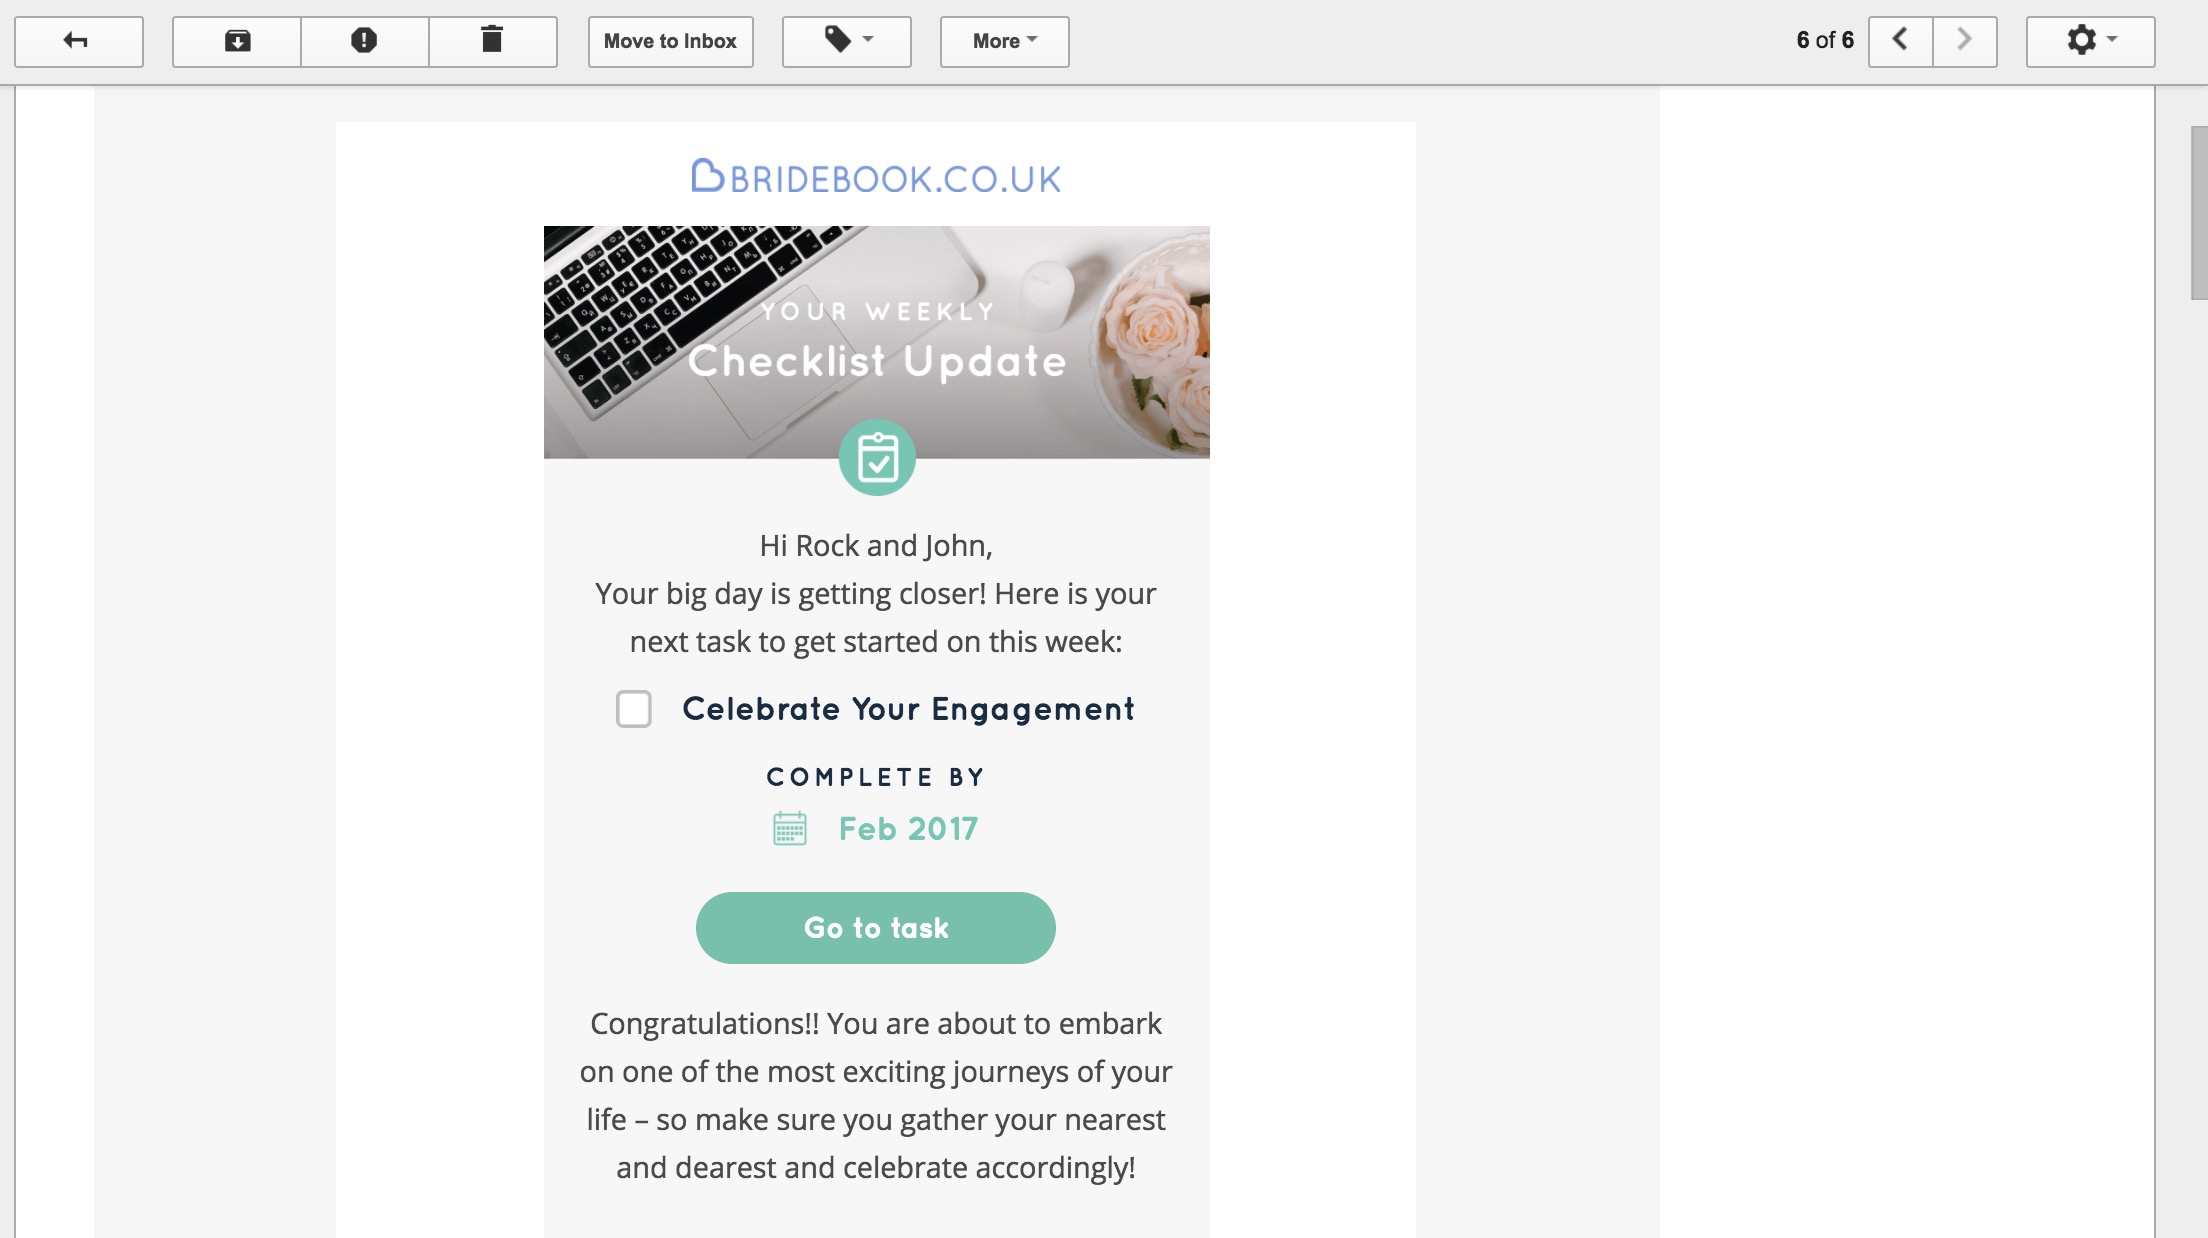 Move to Inbox
More
6 of 6
BRIDEBOOK.CO.UK
YOUR WEEKLY
Checklist Update
Hi Rock and John,
Your big day is getting closer! Here is your
next task to get started on this week:
Celebrate Your Engagement
COMPLETE BY
Feb 2017
Go to task
Congratulations!! You are about to embark
on one of the most exciting journeys of your
life – so make sure you gather your nearest
and dearest and celebrate accordingly!